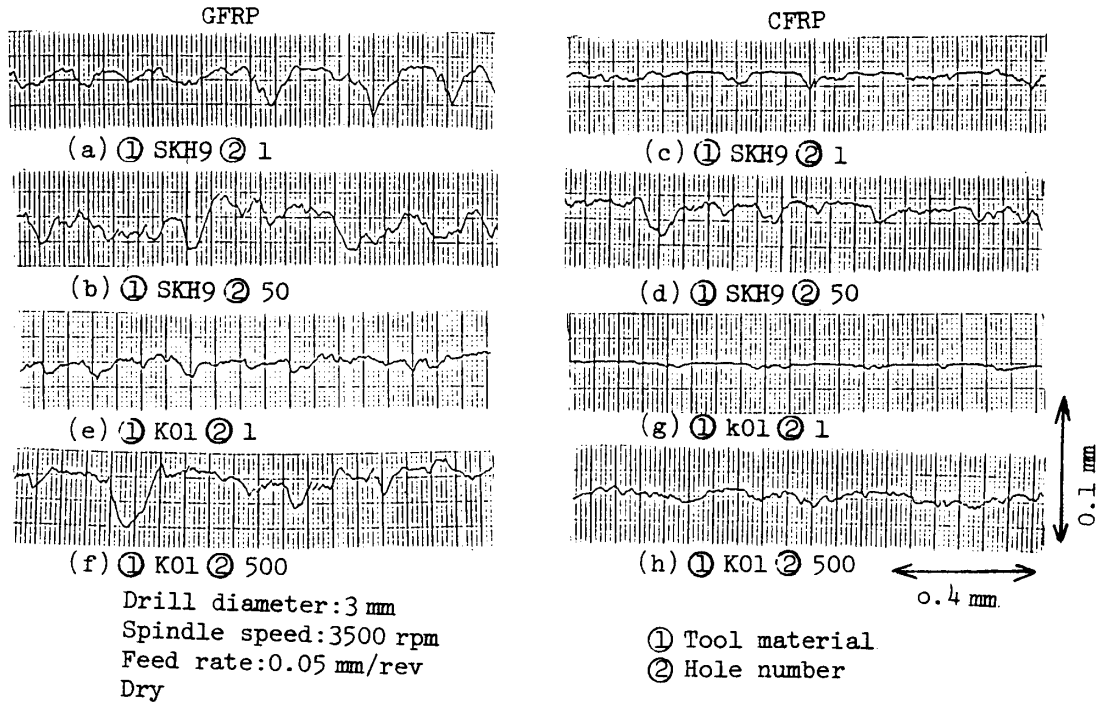 GFRP
(a) ① SKH9 ② 1
(b) ① SKH9 ② 50
(e) ① K01 ② 1
(f) ① K01 ② 500
Drill diameter:3 mm
Spindle speed:3500 rpm
Feed rate:0.05 mm/rev
Dry
CFRP
(c) ① SKH9 ② 1
(d) ① SKH9 ② 50
(g) ① k01 ② 1
(h) ① K01 ② 500
0.1 mm
0.4 mm
① Tool material
② Hole number